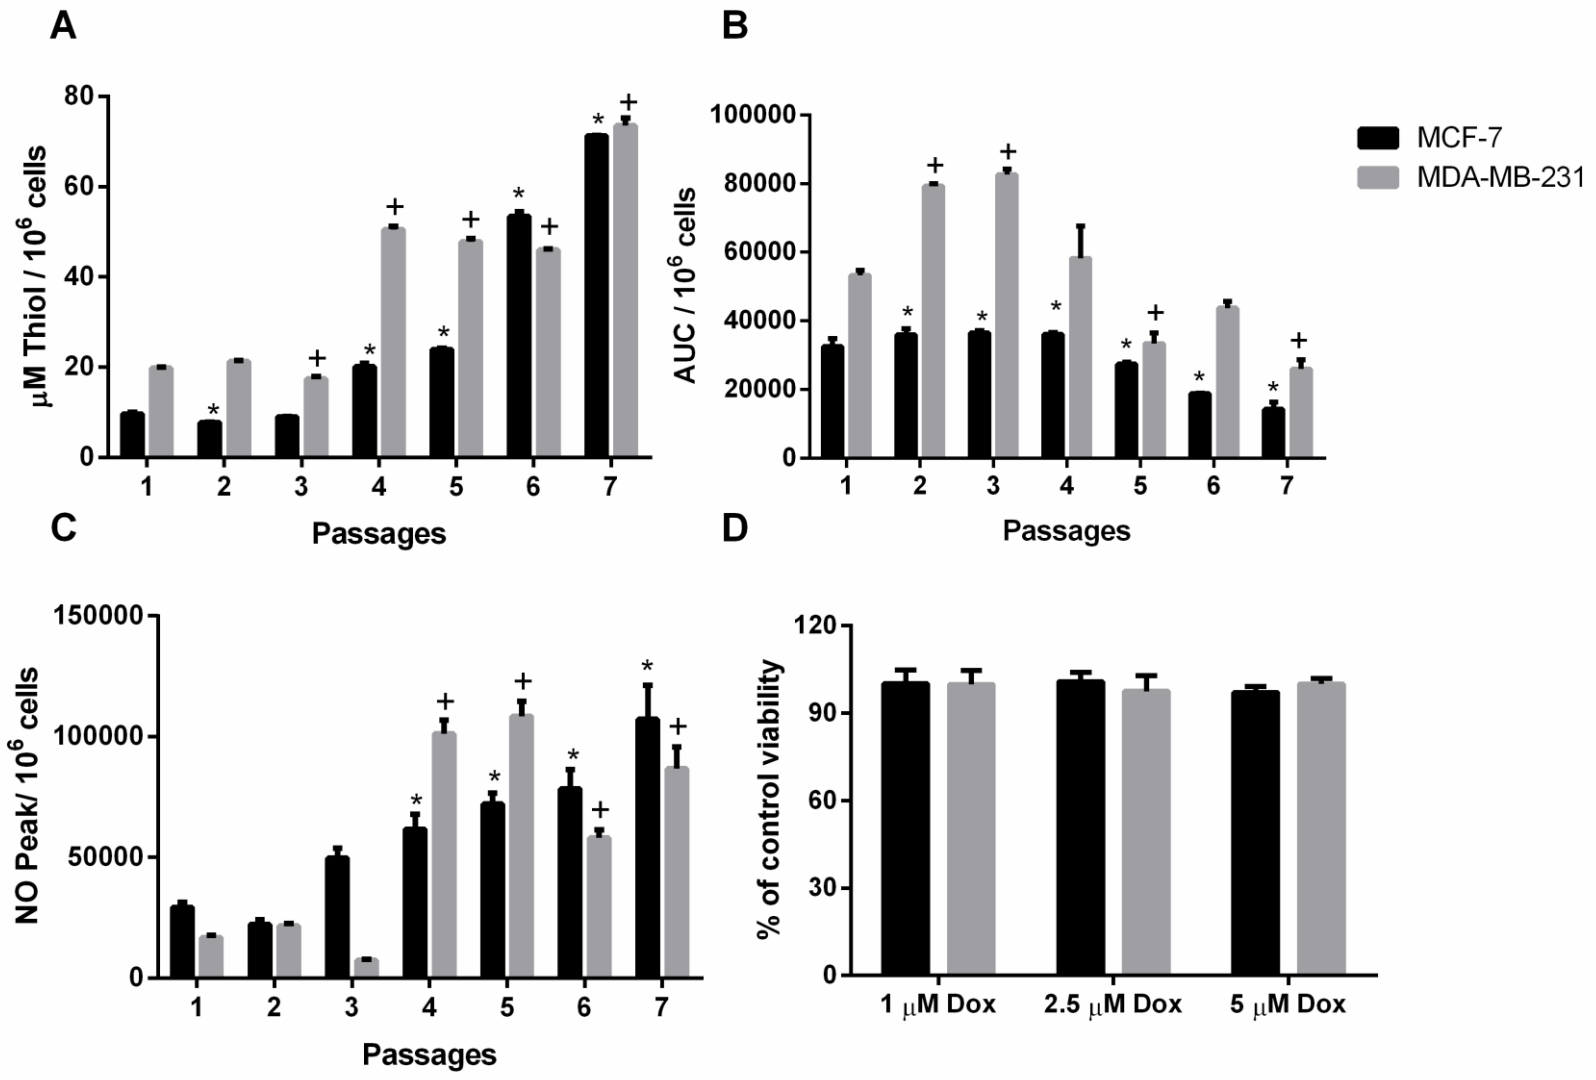 A
80
60
40
20
0
μM Thiol / 10⁶ cells
* + + * + * + * + * +
1 2 3 4 5 6 7
Passages
B
100000
80000
60000
40000
20000
0
AUC / 10⁶ cells
* + * + * * + * * +
1 2 3 4 5 6 7
Passages
MCF-7
MDA-MB-231
C
150000
100000
50000
0
NO Peak/ 10⁶ cells
* + * + * + * +
1 2 3 4 5 6 7
Passages
D
120
90
60
30
0
% of control viability
1 μM Dox 2.5 μM Dox 5 μM Dox